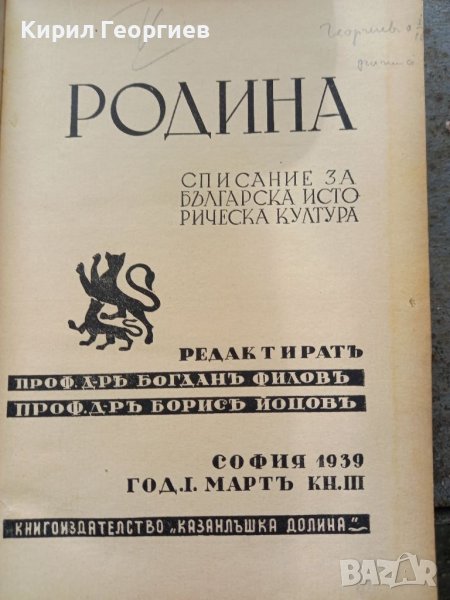 Кирил Георгиев
РОДИНА
СПИСАНИЕ ЗА
БЪЛГАРСКА ИСТО
РИЧЕСКА КУЛТУРА
РЕДАКТИРАТЪ
ПРОФ. Д-РЪ БОГДАНЪ ФИЛОВЪ
ПРОФ. Д-РЪ БОРИСЪ ЙОЦОВЪ
СОФИЯ 1939
ГОД. I. МАРТЪ КН. III
КНИГОИЗДАТЕЛСТВО „КАЗАНЛЪШКА ДОЛИНА“
BAZAR